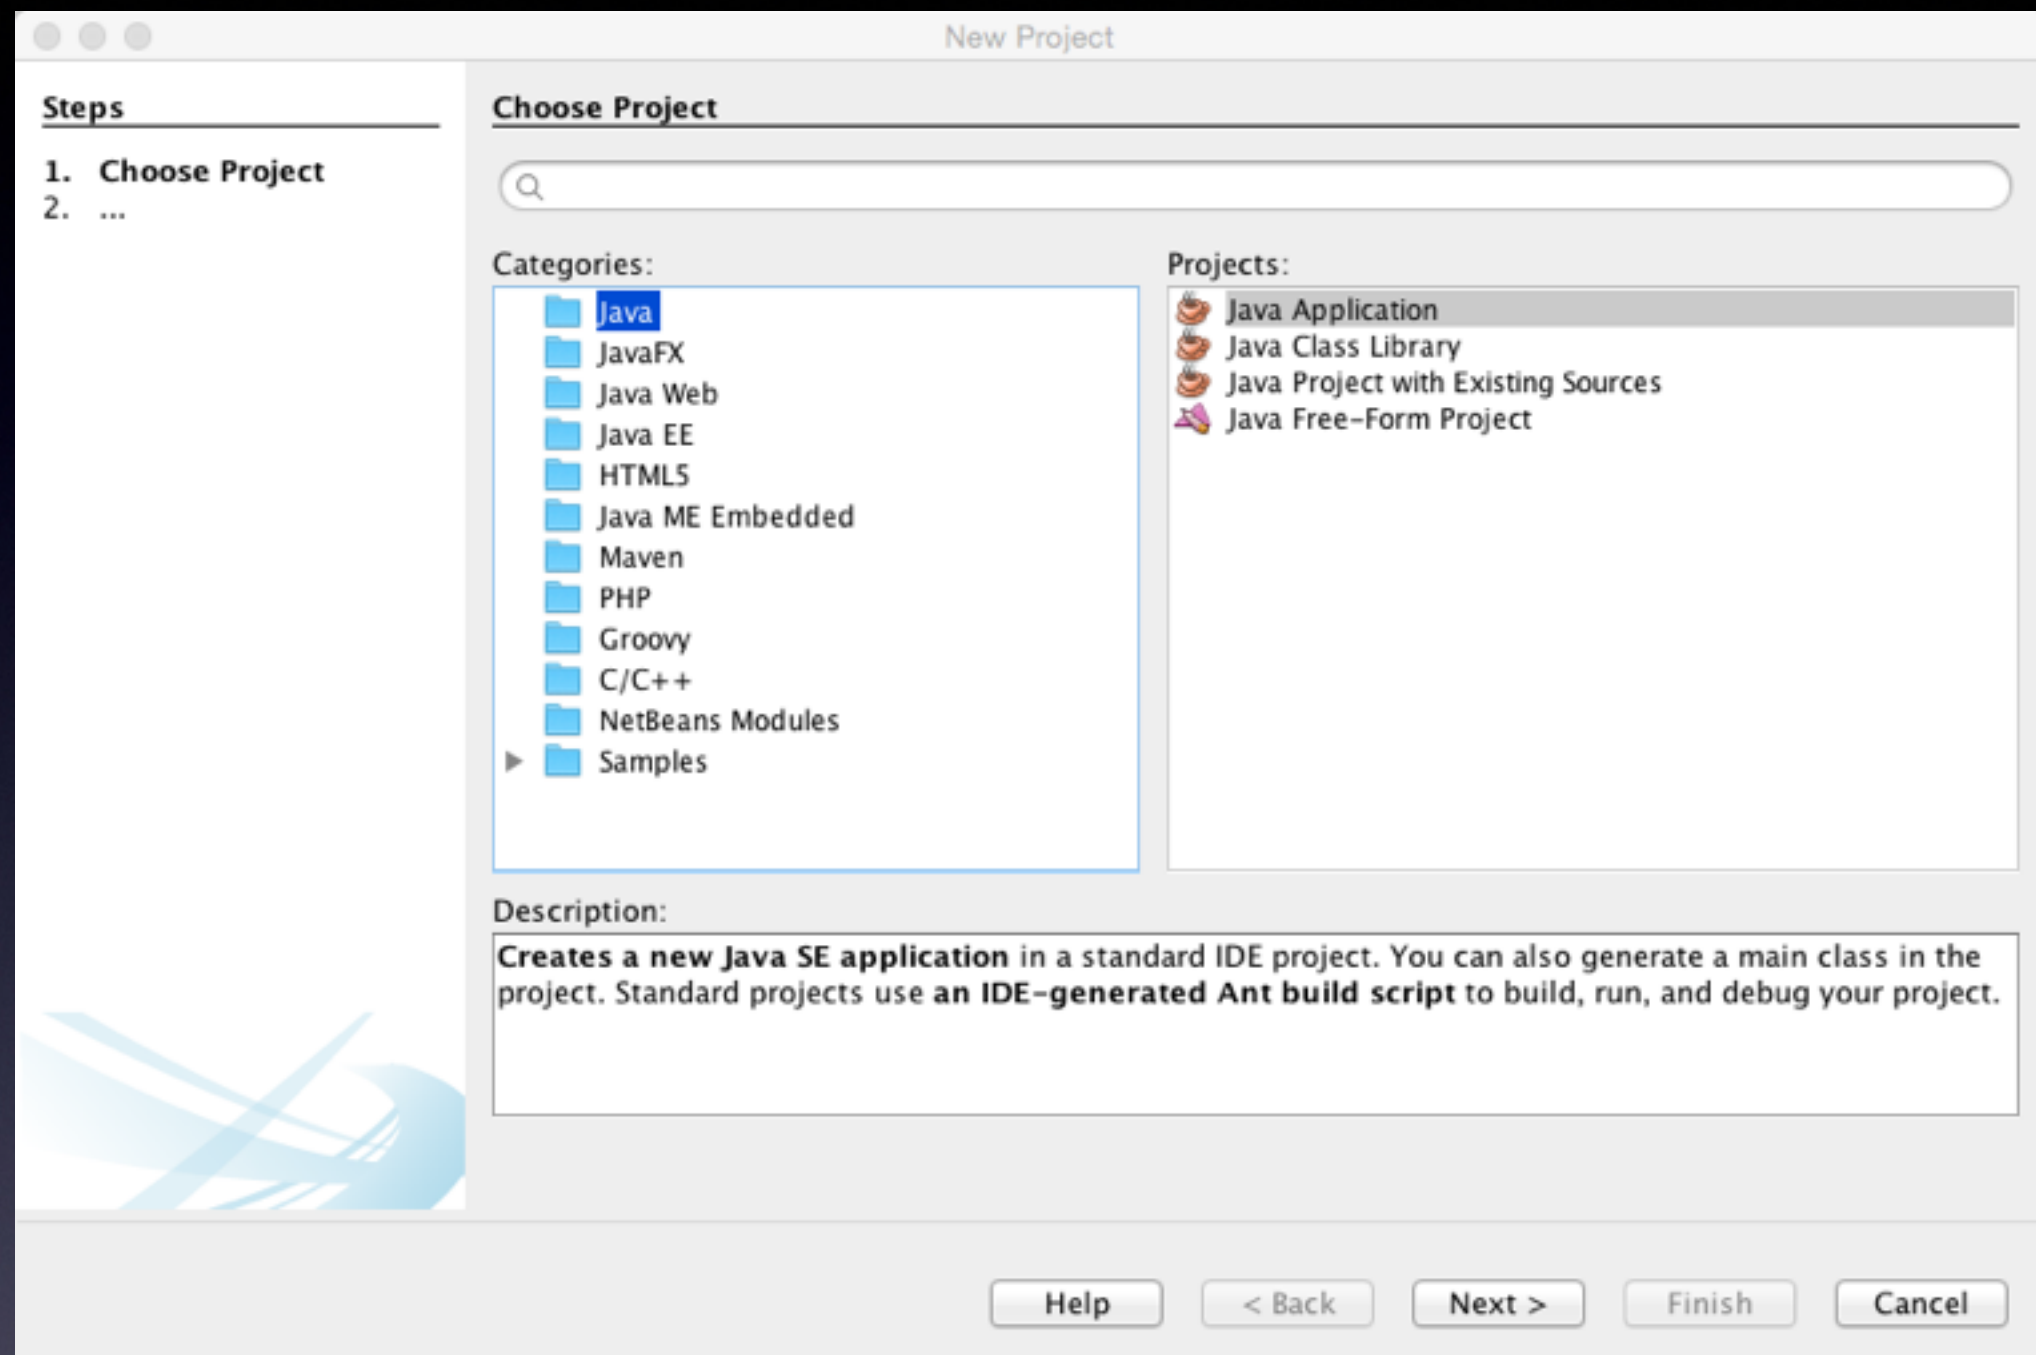 New Project
Steps
1. Choose Project
2. ...
Choose Project
Categories:
Java
JavaFX
Java Web
Java EE
HTML5
Java ME Embedded
Maven
PHP
Groovy
C/C++
NetBeans Modules
Samples
Projects:
Java Application
Java Class Library
Java Project with Existing Sources
Java Free-Form Project
Description:
Creates a new Java SE application in a standard IDE project. You can also generate a main class in the
project. Standard projects use an IDE-generated Ant build script to build, run, and debug your project.
Help
< Back
Next >
Finish
Cancel